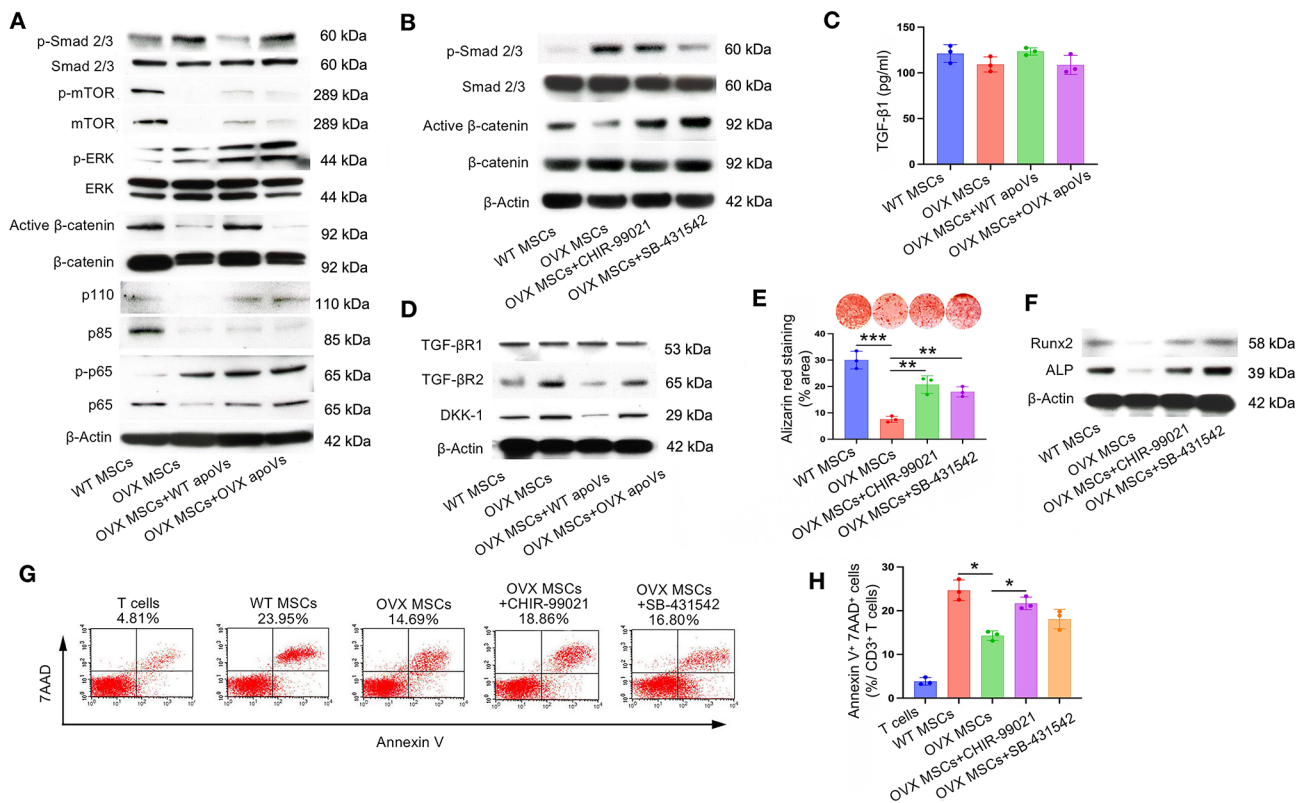 A
p-Smad 2/3 60 kDa
Smad 2/3 60 kDa
p-mTOR 289 kDa
mTOR 289 kDa
p-ERK 44 kDa
ERK 44 kDa
Active β-catenin 92 kDa
β-catenin 92 kDa
p110 110 kDa
p85 85 kDa
p-p65 65 kDa
p65 65 kDa
β-Actin 42 kDa
WT MSCs
OVX MSCs
OVX MSCs+WT apoVs
OVX MSCs+OVX apoVs
B
p-Smad 2/3 60 kDa
Smad 2/3 60 kDa
Active β-catenin 92 kDa
β-catenin 92 kDa
β-Actin 42 kDa
WT MSCs
OVX MSCs
OVX MSCs+CHIR-99021
OVX MSCs+SB-431542
C
TGF-β1 (pg/ml)
150
100
50
0
WT MSCs
OVX MSCs
OVX MSCs+WT apoVs
OVX MSCs+OVX apoVs
D
TGF-βR1 53 kDa
TGF-βR2 65 kDa
DKK-1 29 kDa
β-Actin 42 kDa
WT MSCs
OVX MSCs
OVX MSCs+WT apoVs
OVX MSCs+OVX apoVs
E
Alizarin red staining
(% area)
40
30
20
10
0
***
**
**
WT MSCs
OVX MSCs
OVX MSCs+CHIR-99021
OVX MSCs+SB-431542
F
Runx2 58 kDa
ALP 39 kDa
β-Actin 42 kDa
WT MSCs
OVX MSCs
OVX MSCs+CHIR-99021
OVX MSCs+SB-431542
G
T cells
4.81%
WT MSCs
23.95%
OVX MSCs
14.69%
OVX MSCs
+CHIR-99021
18.86%
OVX MSCs
+SB-431542
16.80%
7AAD
Annexin V
H
Annexin V⁺ 7AAD⁺ cells
(%/ CD3⁺ T cells)
30
20
10
0
*
*
T cells
WT MSCs
OVX MSCs
OVX MSCs+CHIR-99021
OVX MSCs+SB-431542